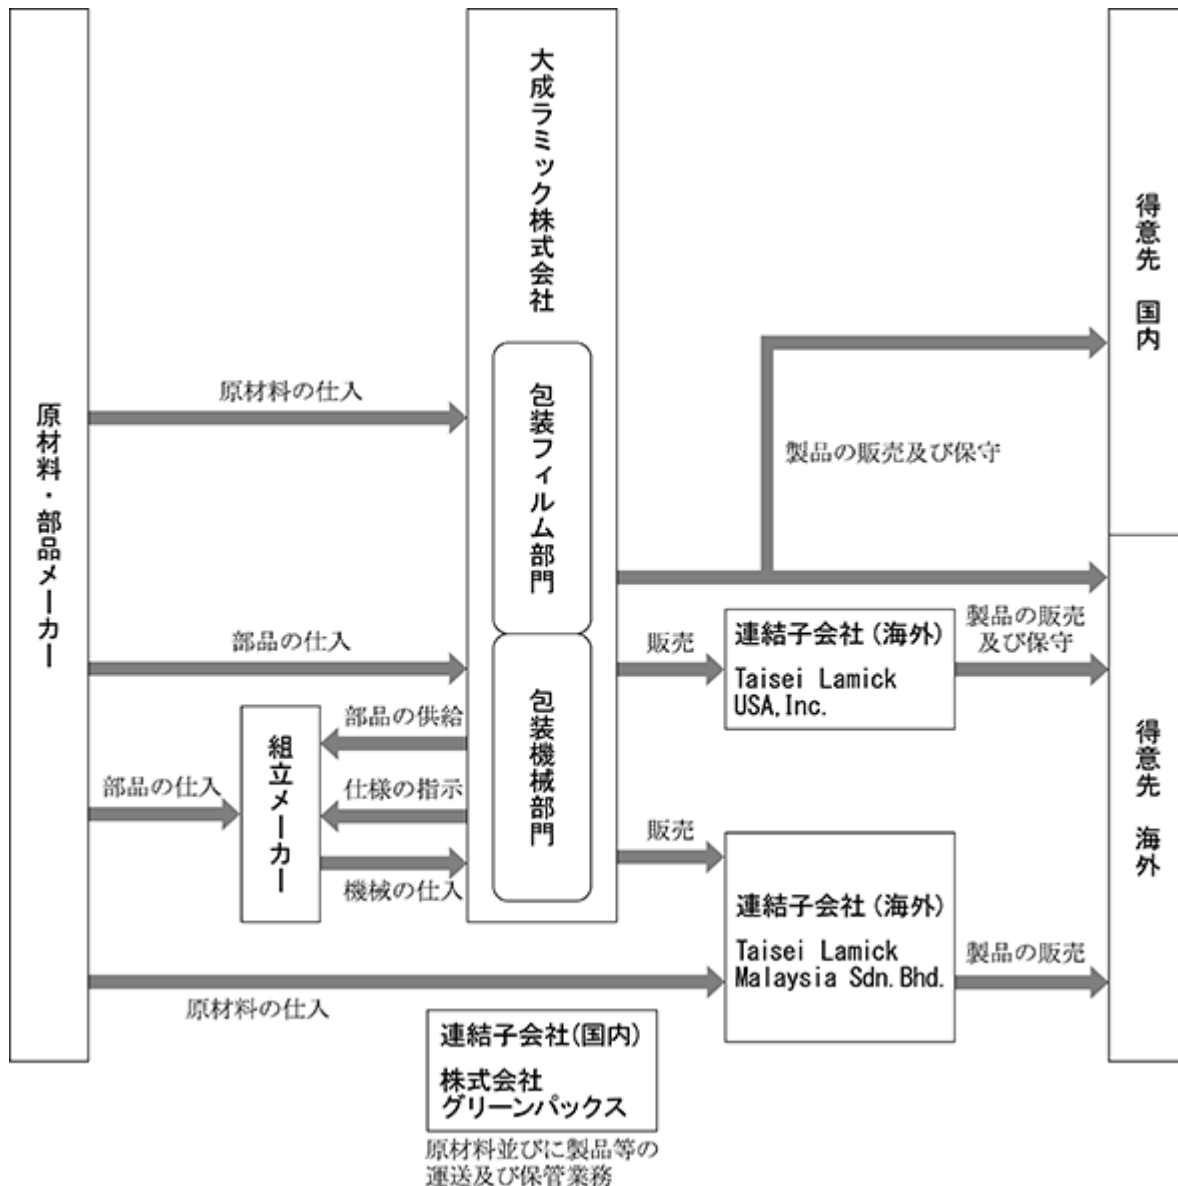 原材料・部品メーカー
大成ラミック株式会社
包装フィルム部門
包装機械部門
組立メーカー
得意先 国内
得意先 海外
原材料の仕入
製品の販売及び保守
部品の仕入
販売
連結子会社(海外)
Taisei Lamick
USA,Inc.
製品の販売
及び保守
部品の供給
部品の仕入
仕様の指示
機械の仕入
販売
連結子会社(海外)
Taisei Lamick
Malaysia Sdn.Bhd.
製品の販売
原材料の仕入
連結子会社(国内)
株式会社
グリーンパックス
原材料並びに製品等の
運送及び保管業務